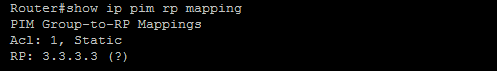 Router#show ip pim rp mapping
PIM Group-to-RP Mappings
Acl: 1, Static
RP: 3.3.3.3 (?)